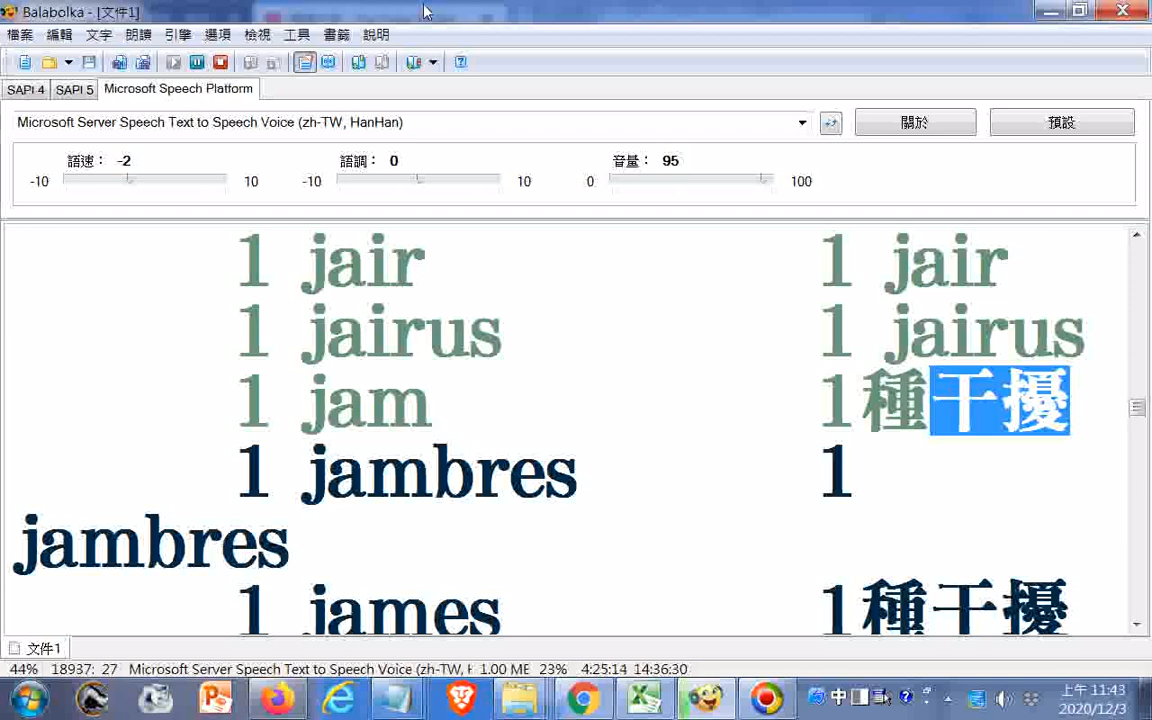 Balabolka - [文件1]
檔案 編輯 文字 朗讀 引擎 選項 檢視 工具 書籤 說明
SAPI 4 SAPI 5 Microsoft Speech Platform
Microsoft Server Speech Text to Speech Voice (zh-TW, HanHan) 關於 預設
語速： -2 語調： 0 音量： 95
-10 10 -10 10 0 100
1 jair 1 jair
1 jairus 1 jairus
1 jam 1種干擾
1 jambres 1
jambres
1 james 1種干擾
文件1
44% 18937: 27 Microsoft Server Speech Text to Speech Voice (zh-TW, H 1.00 ME 23% 4:25:14 14:36:30
中 上午 11:43
2020/12/3